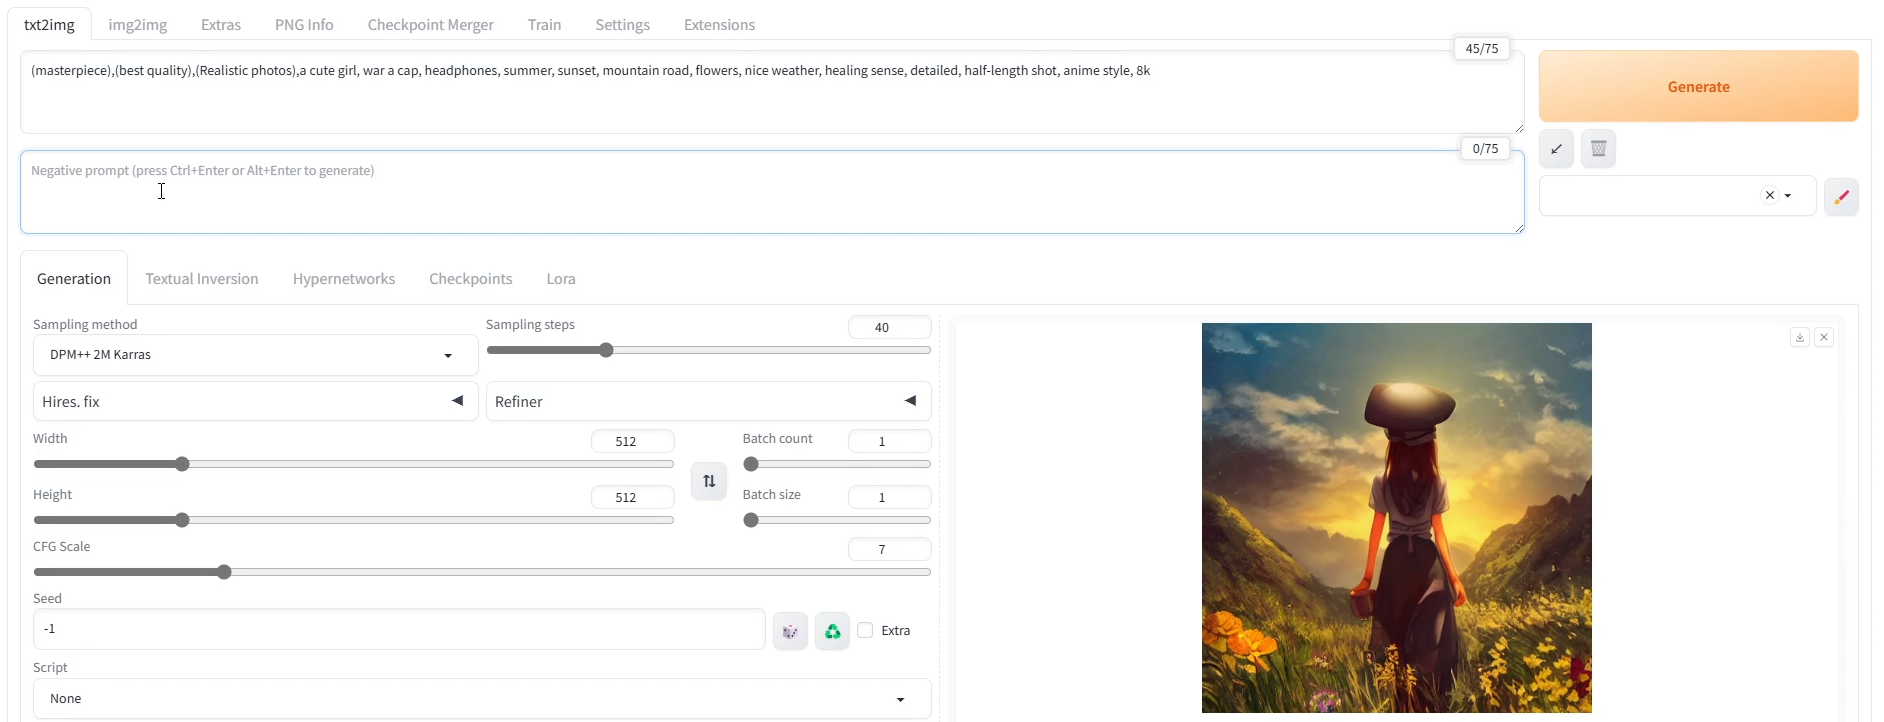 txt2img img2img Extras PNG Info Checkpoint Merger Train Settings Extensions
45/75
(masterpiece),(best quality),(Realistic photos),a cute girl, war a cap, headphones, summer, sunset, mountain road, flowers, nice weather, healing sense, detailed, half-length shot, anime style, 8k
Generate
0/75
Negative prompt (press Ctrl+Enter or Alt+Enter to generate)
Generation Textual Inversion Hypernetworks Checkpoints Lora
Sampling method
DPM++ 2M Karras
Sampling steps
40
Hires. fix
Refiner
Width
512
Batch count
1
Height
512
Batch size
1
CFG Scale
7
Seed
-1
Extra
Script
None